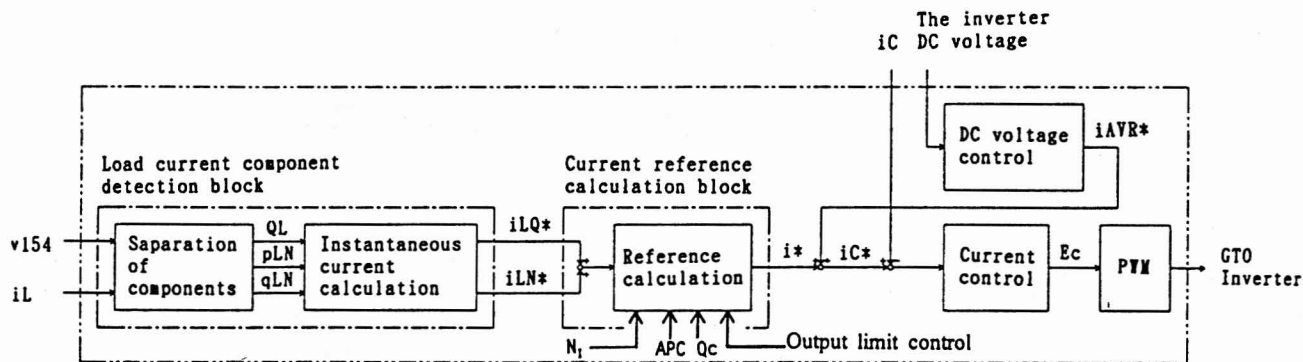 The inverter
iC DC voltage
DC voltage
control
iAVR*
Load current component
detection block
Current reference
calculation block
v154
iL
Saparation
of
components
QL
pLN
qLN
Instantaneous
current
calculation
iLQ*
iLN*
Reference
calculation
i*
iC*
Current
control
Ec
PWM
GTO
Inverter
N_I
APC
Qc
Output limit control